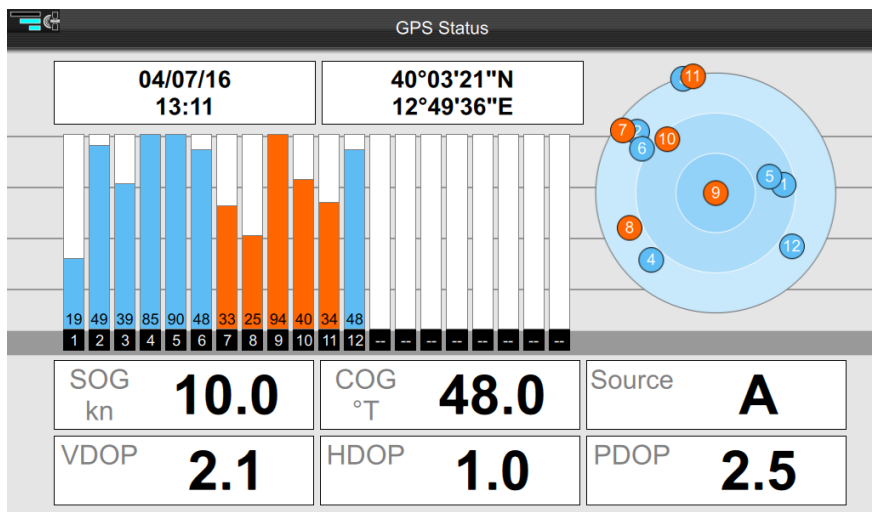 GPS Status
04/07/16
13:11
40°03'21"N
12°49'36"E
19 49 39 85 90 48 33 25 94 40 34 48
1 2 3 4 5 6 7 8 9 10 11 12 -- -- -- -- -- -- -- --
11
7
6
10
5
1
9
8
12
4
SOG
kn
10.0
COG
°T
48.0
Source
A
VDOP
2.1
HDOP
1.0
PDOP
2.5